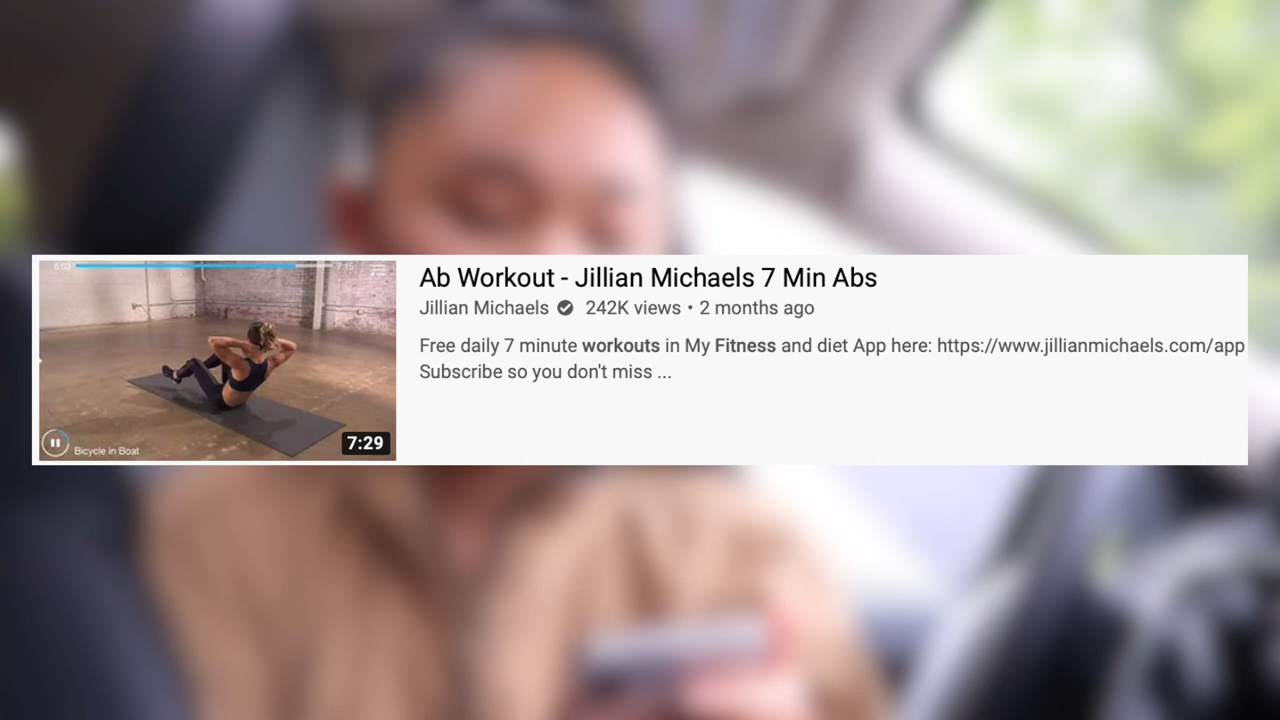 Ab Workout - Jillian Michaels 7 Min Abs
Jillian Michaels 242K views • 2 months ago
Free daily 7 minute workouts in My Fitness and diet App here: https://www.jillianmichaels.com/app
Subscribe so you don't miss ...
Bicycle in Boat
7:29